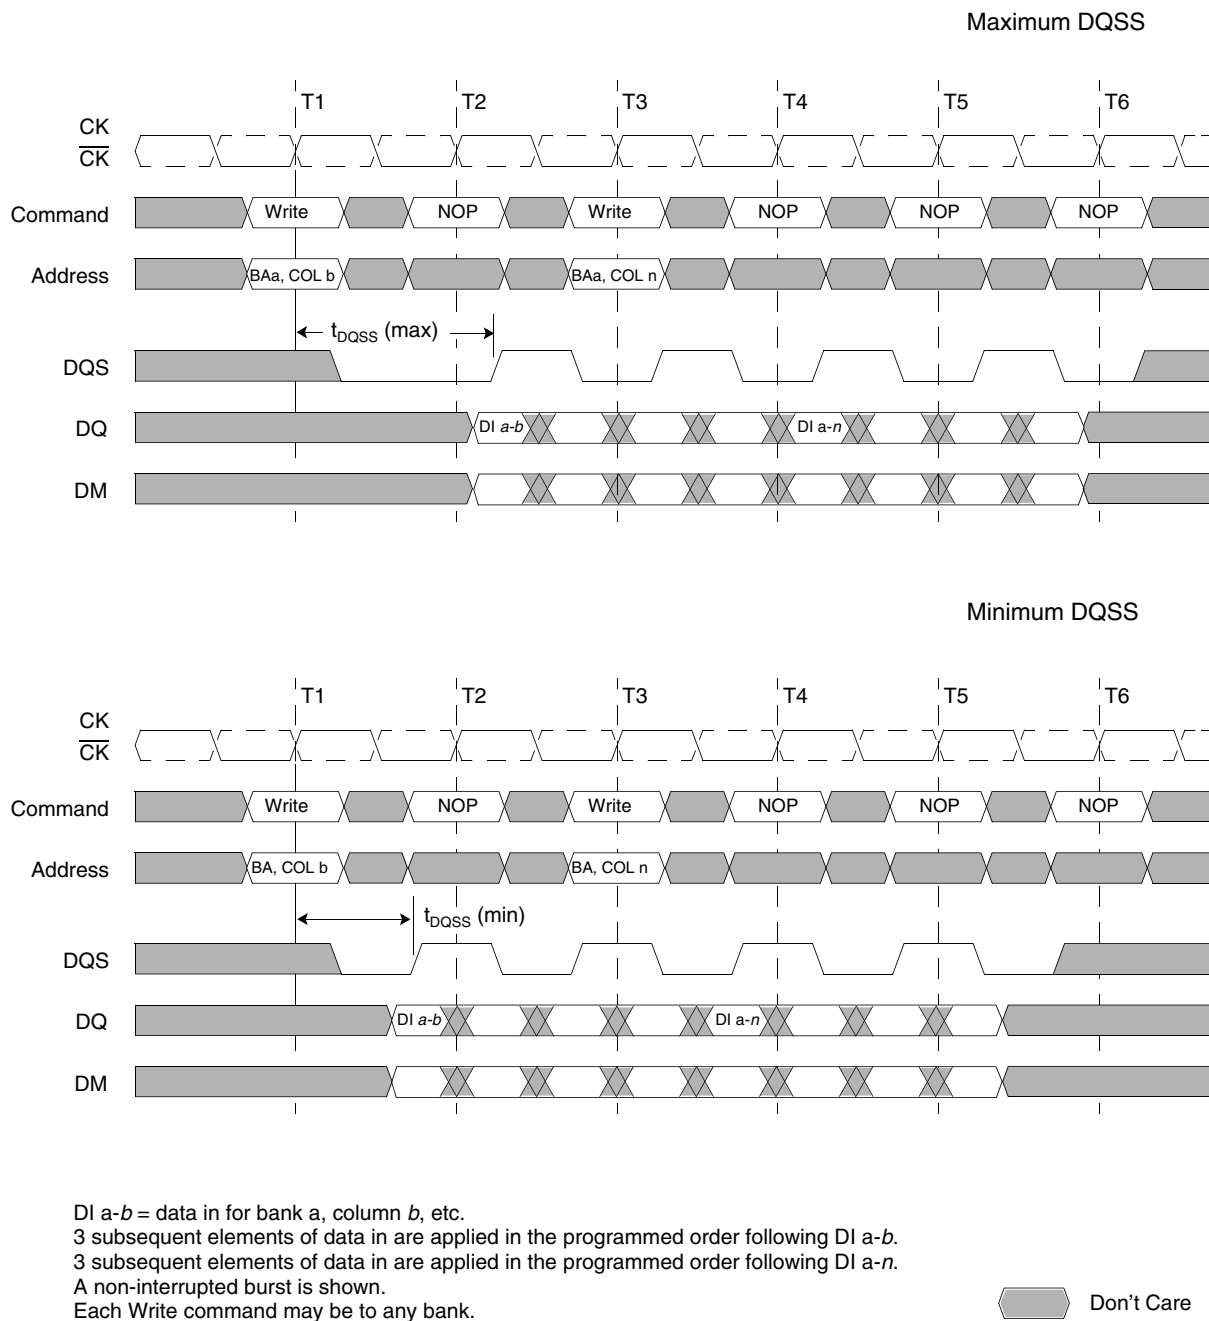 Maximum DQSS
T1 T2 T3 T4 T5 T6
CK
C̅K̅
Command Write NOP Write NOP NOP NOP
Address BAa, COL b BAa, COL n
tDQSS (max)
DQS
DQ DI a-b DI a-n
DM
Minimum DQSS
T1 T2 T3 T4 T5 T6
CK
C̅K̅
Command Write NOP Write NOP NOP NOP
Address BA, COL b BA, COL n
tDQSS (min)
DQS
DQ DI a-b DI a-n
DM
DI a-b = data in for bank a, column b, etc.
3 subsequent elements of data in are applied in the programmed order following DI a-b.
3 subsequent elements of data in are applied in the programmed order following DI a-n.
A non-interrupted burst is shown.
Each Write command may be to any bank.
Don't Care